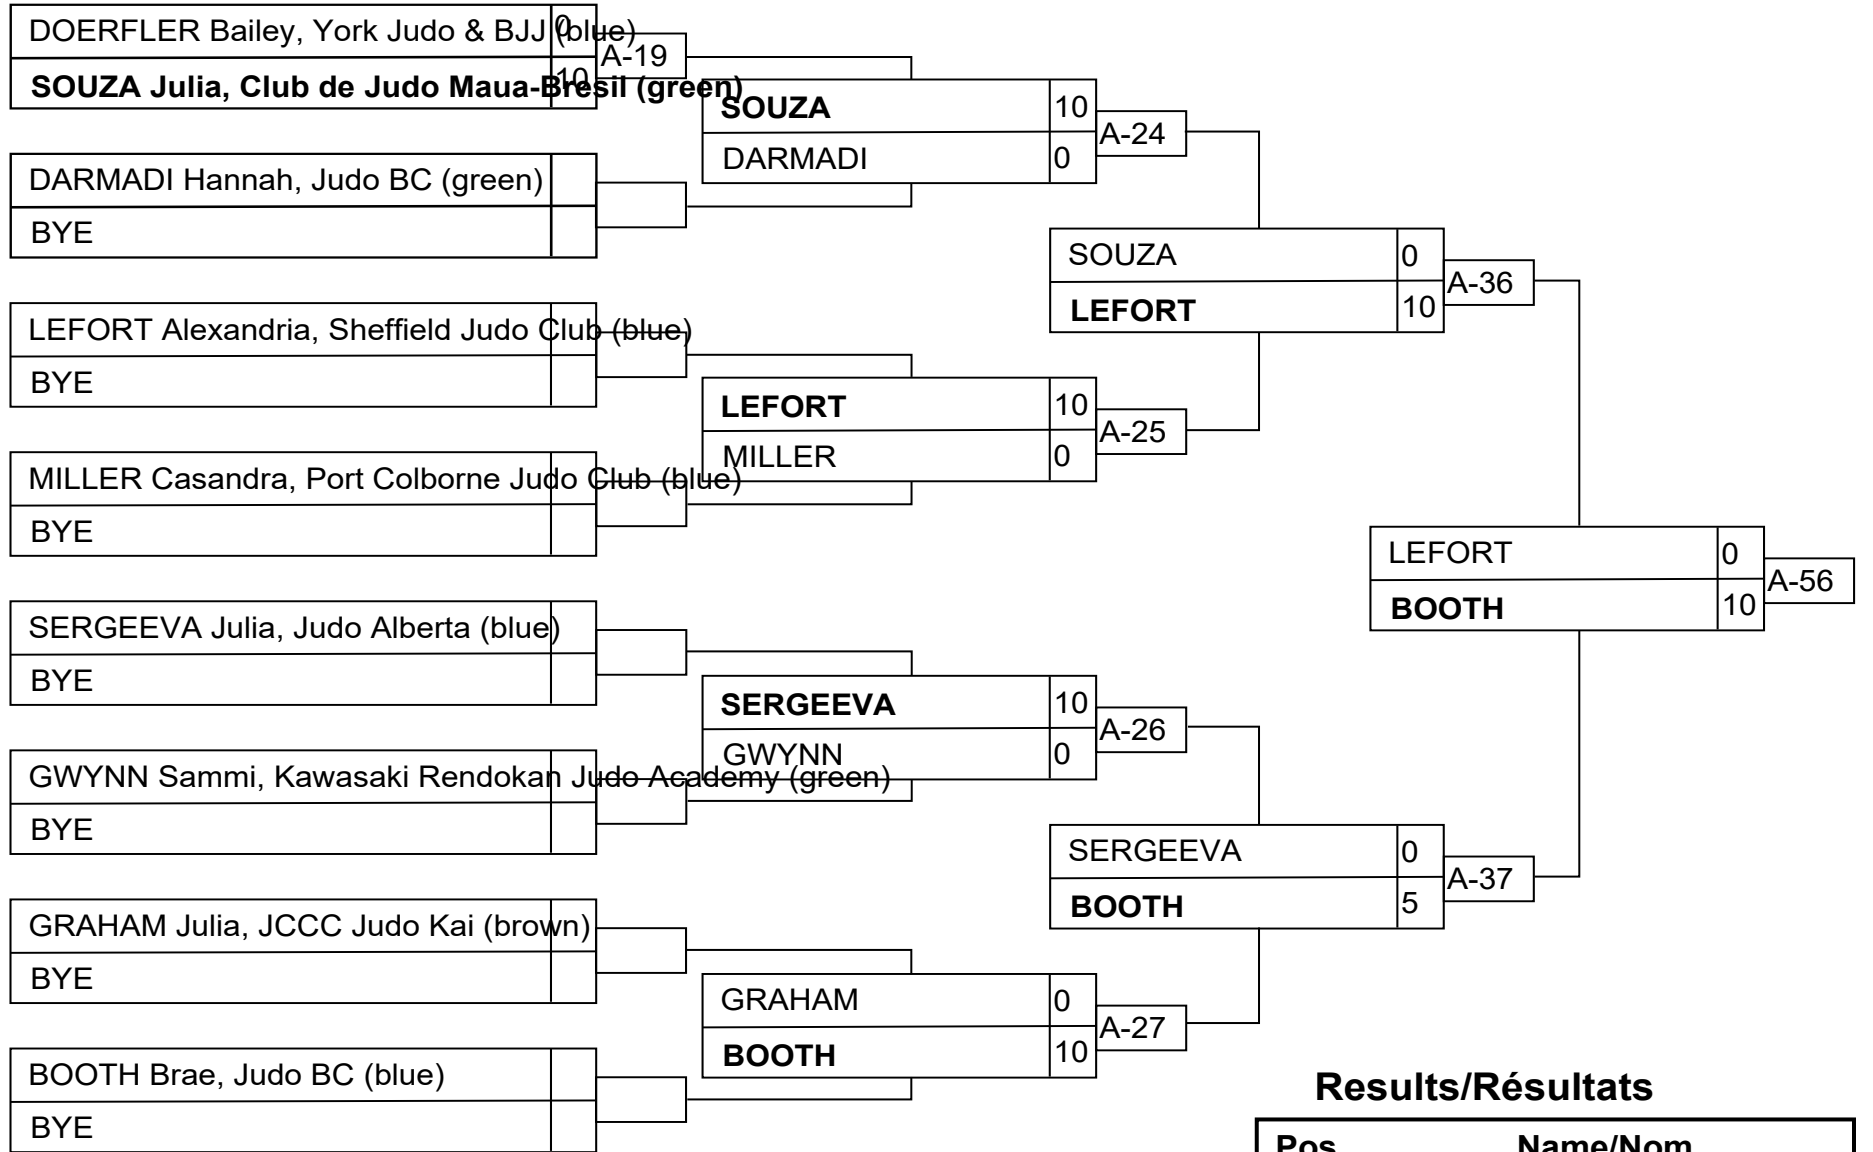 DOERFLER Bailey, York Judo & BJJ (blue) 0
A-19
SOUZA Julia, Club de Judo Maua-Bresil (green) 10
SOUZA 10
A-24
DARMADI 0
DARMADI Hannah, Judo BC (green)
BYE
SOUZA 0
A-36
LEFORT 10
LEFORT Alexandria, Sheffield Judo Club (blue)
BYE
LEFORT 10
A-25
MILLER 0
MILLER Casandra, Port Colborne Judo Club (blue)
BYE
LEFORT 0
A-56
BOOTH 10
SERGEEVA Julia, Judo Alberta (blue)
BYE
SERGEEVA 10
A-26
GWYNN 0
GWYNN Sammi, Kawasaki Rendokan Judo Academy (green)
BYE
SERGEEVA 0
A-37
BOOTH 5
GRAHAM Julia, JCCC Judo Kai (brown)
BYE
GRAHAM 0
A-27
BOOTH 10
BOOTH Brae, Judo BC (blue)
BYE
Results/Résultats
Pos Name/Nom